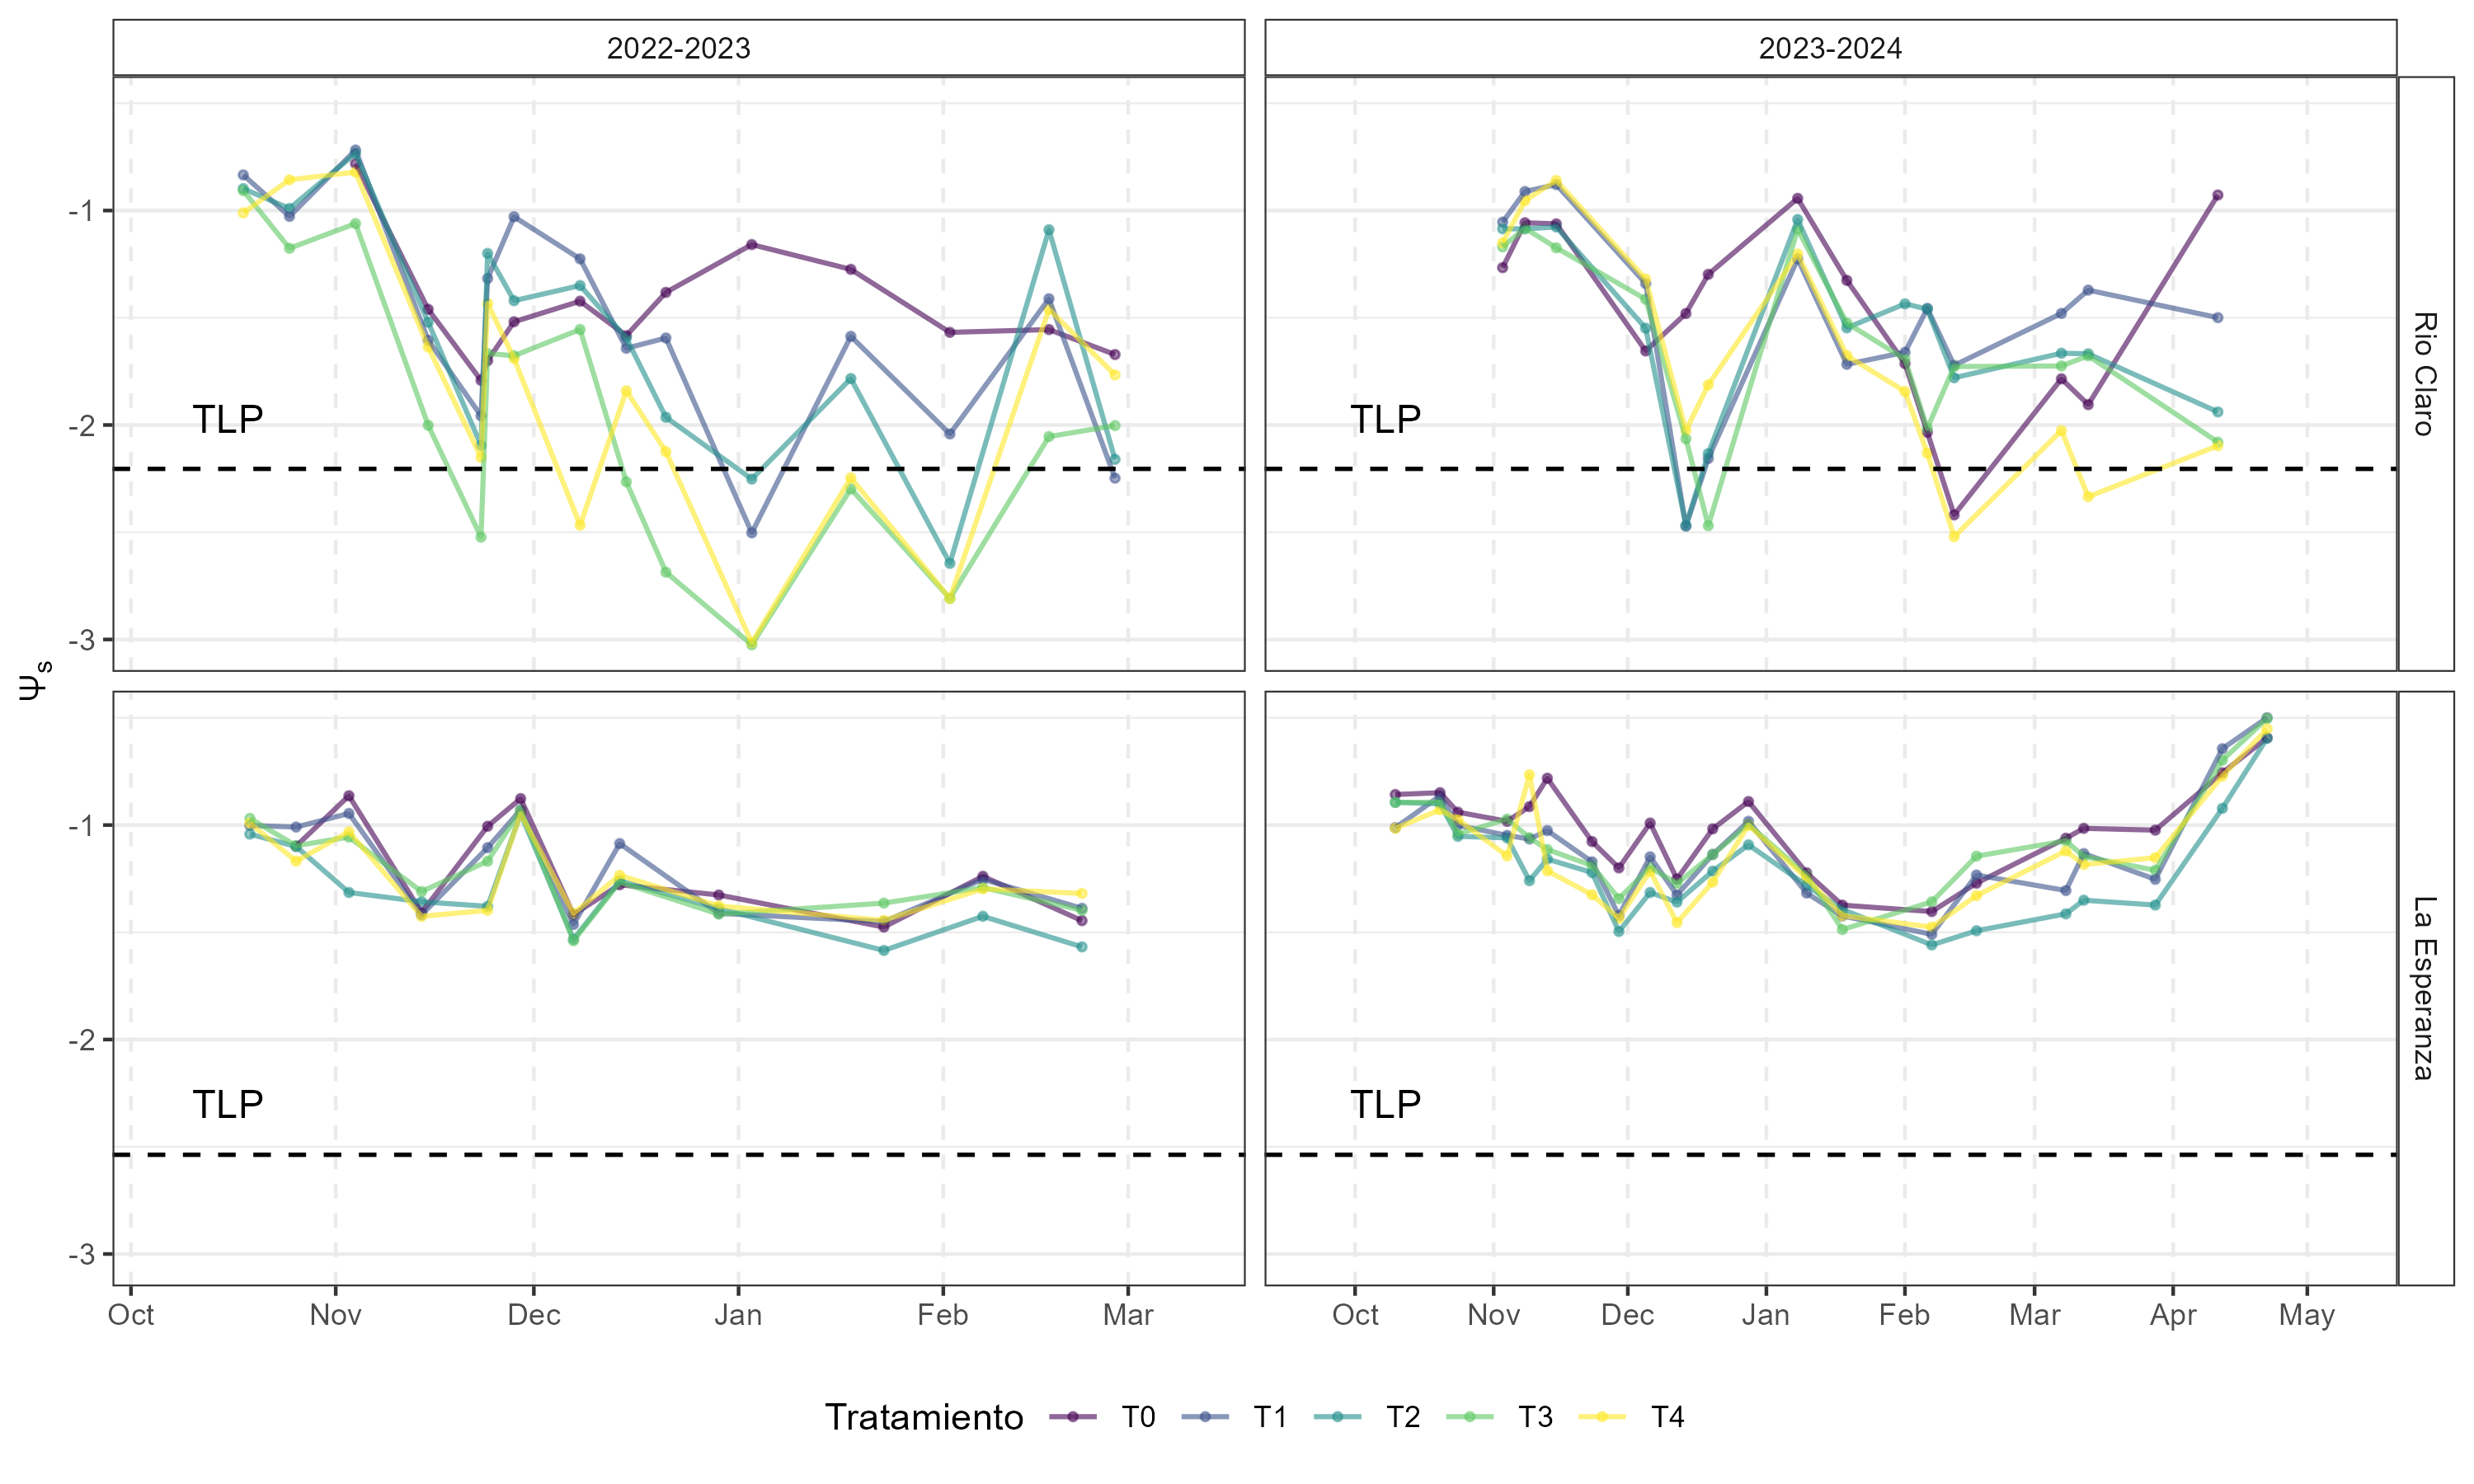 2022-2023
2023-2024
-1
-2
-3
TLP
TLP
Rio Claro
Ψs
-1
-2
-3
TLP
TLP
La Esperanza
Oct Nov Dec Jan Feb Mar
Oct Nov Dec Jan Feb Mar Apr May
Tratamiento T0 T1 T2 T3 T4